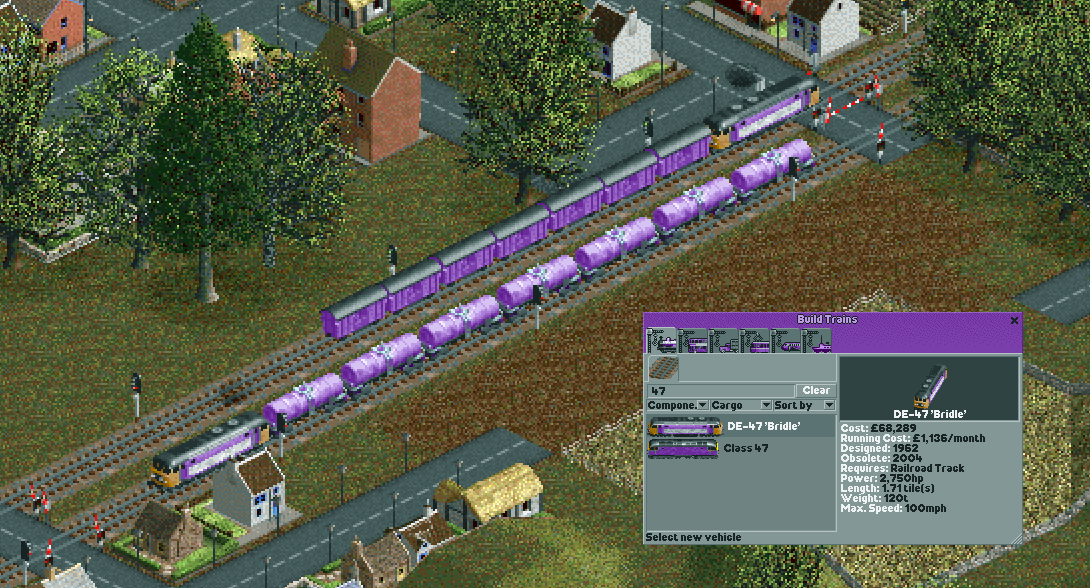 Build Trains
47
Clear
Compone.
Cargo
Sort by
DE-47 'Bridle'
Class 47
DE-47 'Bridle'
Cost: £68,289
Running Cost: £1,136/month
Designed: 1962
Obsolete: 2004
Requires: Railroad Track
Power: 2,750hp
Length: 1.71 tile(s)
Weight: 120t
Max. Speed: 100mph
Select new vehicle